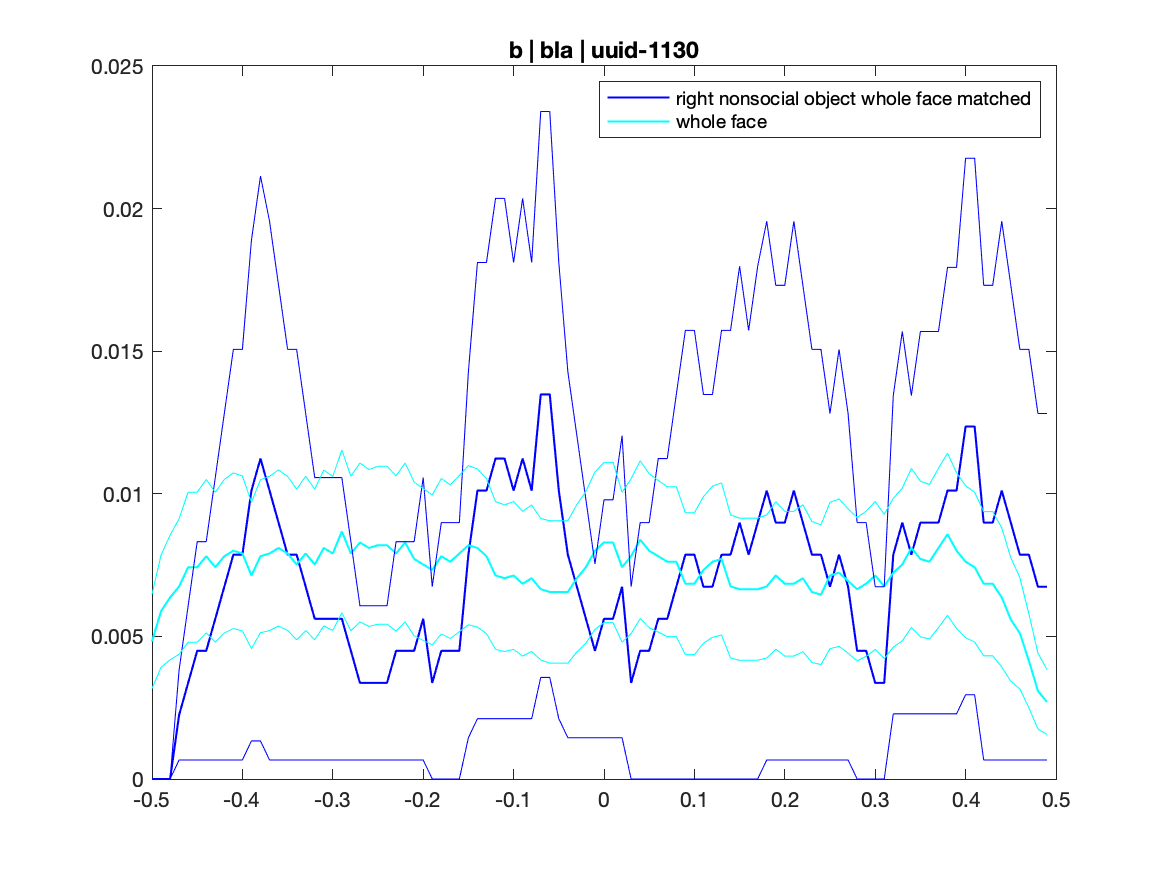 b | bla | uuid-1130
0.025
0.02
0.015
0.01
0.005
0
right nonsocial object whole face matched
whole face
-0.5 -0.4 -0.3 -0.2 -0.1 0 0.1 0.2 0.3 0.4 0.5